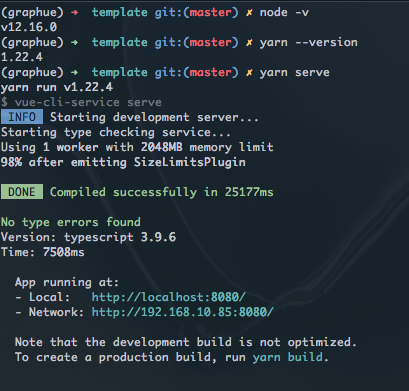 (graphue) ➜ template git:(master) ✗ node -v
v12.16.0
(graphue) ➜ template git:(master) ✗ yarn --version
1.22.4
(graphue) ➜ template git:(master) ✗ yarn serve
yarn run v1.22.4
$ vue-cli-service serve
INFO Starting development server...
Starting type checking service...
Using 1 worker with 2048MB memory limit
98% after emitting SizeLimitsPlugin
DONE Compiled successfully in 25177ms
No type errors found
Version: typescript 3.9.6
Time: 7508ms
App running at:
- Local: http://localhost:8080/
- Network: http://192.168.10.85:8080/
Note that the development build is not optimized.
To create a production build, run yarn build.